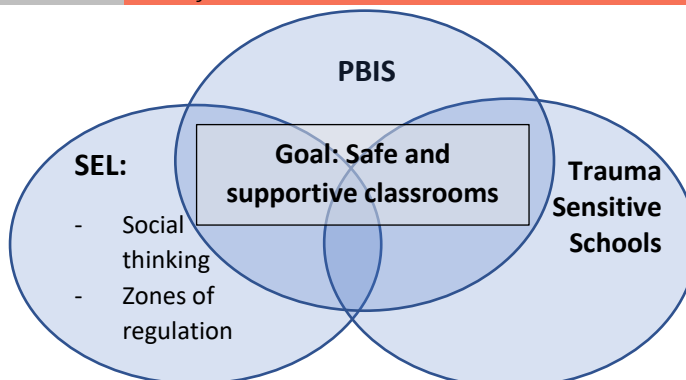 PBIS
Goal: Safe and
supportive classrooms
SEL:
- Social
thinking
- Zones of
regulation
Trauma
Sensitive
Schools